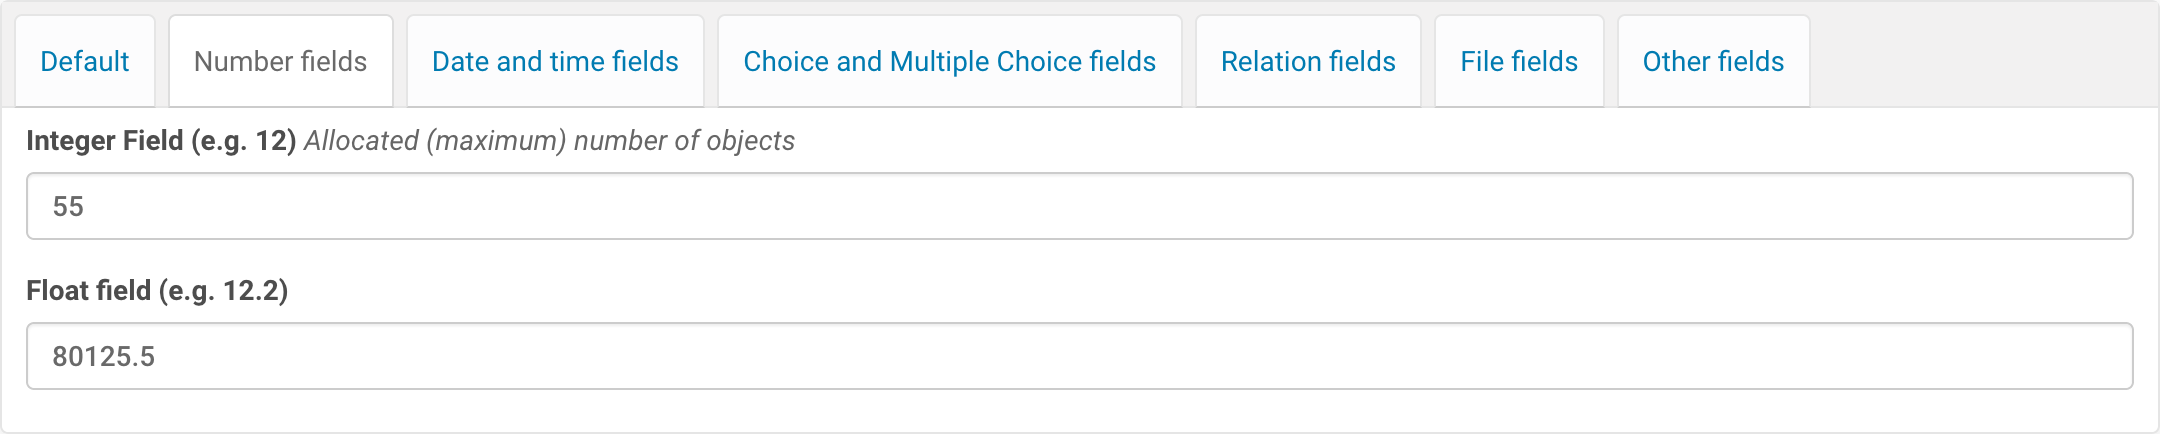 Default Number fields Date and time fields Choice and Multiple Choice fields Relation fields File fields Other fields
Integer Field (e.g. 12) Allocated (maximum) number of objects
55
Float field (e.g. 12.2)
80125.5